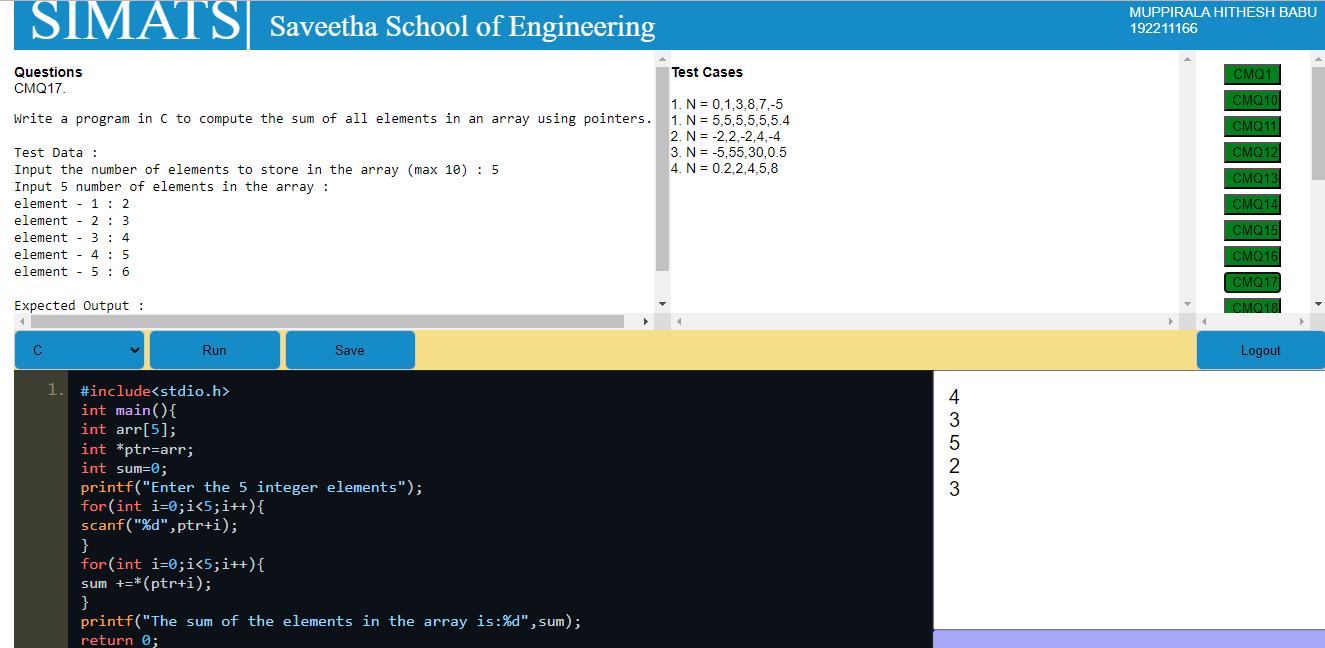 SIMATS
Saveetha School of Engineering
MUPPIRALA HITHESH BABU
192211166
Questions
CMQ17.
Write a program in C to compute the sum of all elements in an array using pointers.
Test Data :
Input the number of elements to store in the array (max 10) : 5
Input 5 number of elements in the array :
element - 1 : 2
element - 2 : 3
element - 3 : 4
element - 4 : 5
element - 5 : 6
Expected Output :
Test Cases
1. N = 0,1,3,8,7,-5
1. N = 5,5,5,5,5,5.4
2. N = -2,2,-2,4,-4
3. N = -5,55,30,0.5
4. N = 0.2,2,4,5,8
CMQ1
CMQ10
CMQ11
CMQ12
CMQ13
CMQ14
CMQ15
CMQ16
CMQ17
CMQ18
C
Run
Save
Logout
1.
#include<stdio.h>
int main(){
int arr[5];
int *ptr=arr;
int sum=0;
printf("Enter the 5 integer elements");
for(int i=0;i<5;i++){
scanf("%d",ptr+i);
}
for(int i=0;i<5;i++){
sum +=*(ptr+i);
}
printf("The sum of the elements in the array is:%d",sum);
return 0;
4
3
5
2
3